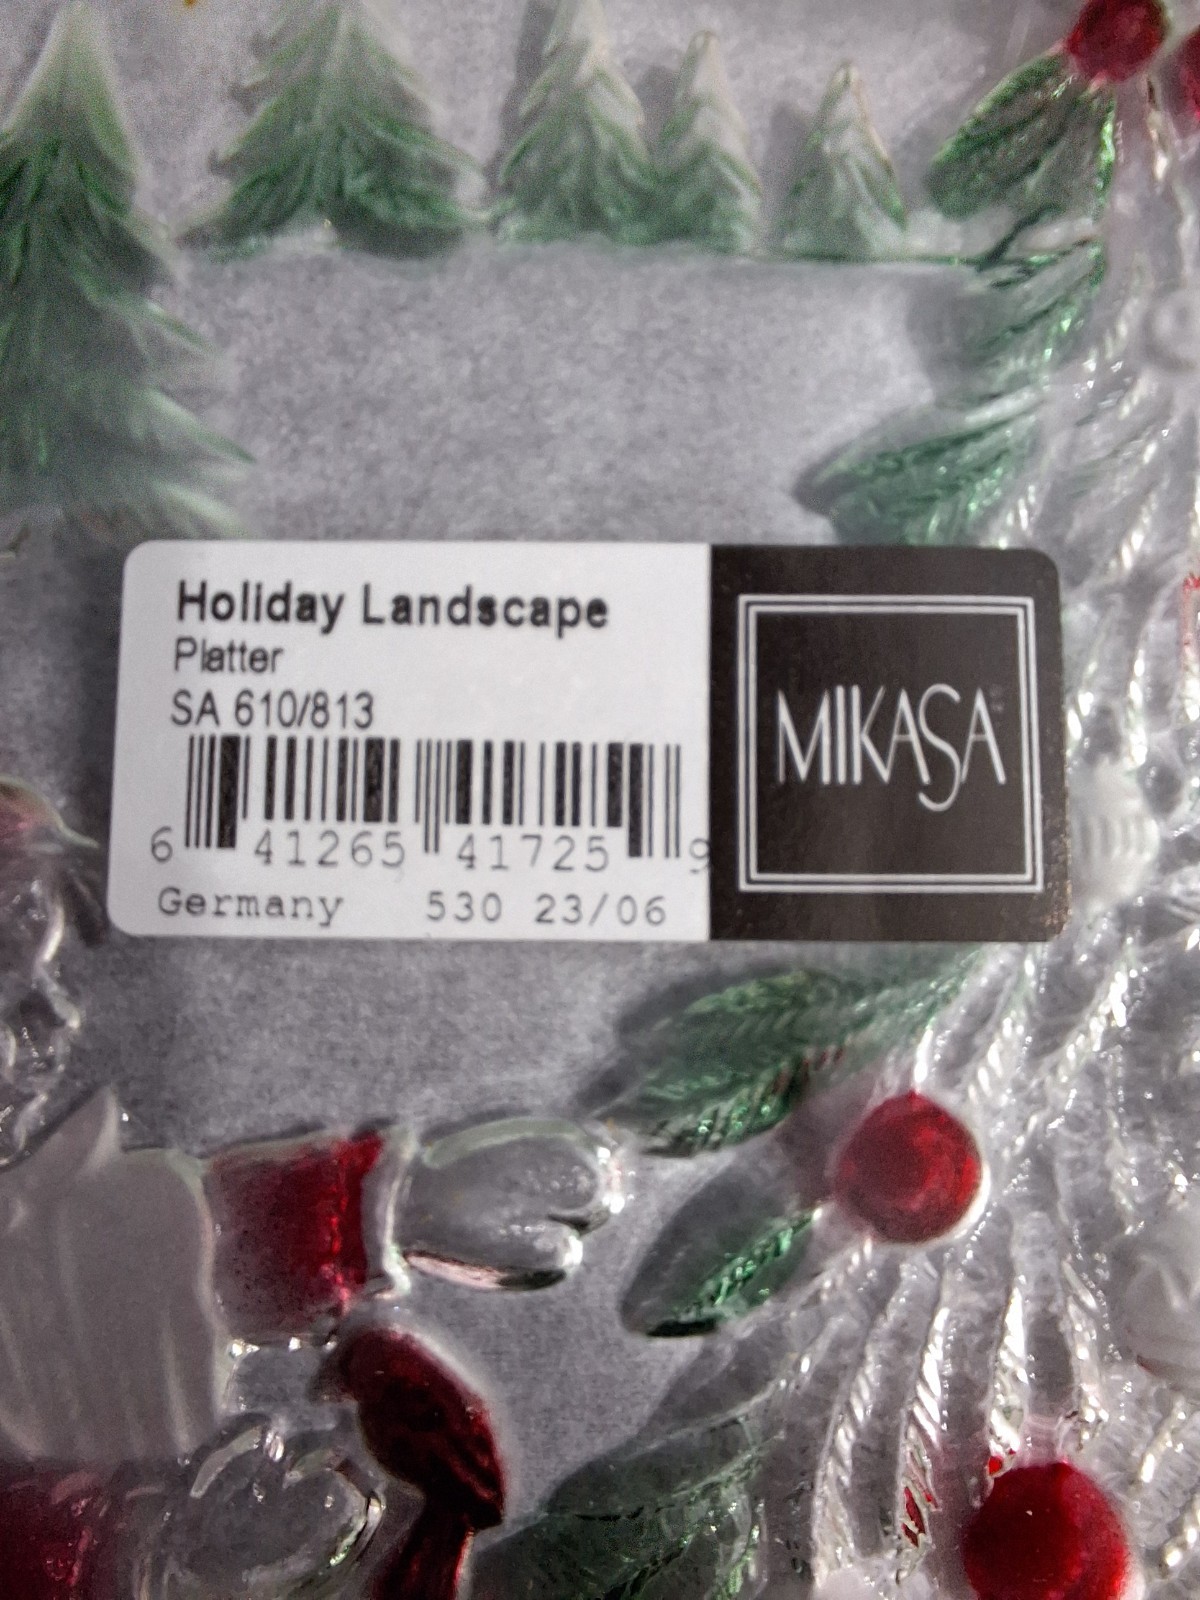 Holiday Landscape
Platter
SA 610/813
6 41265 41725 9
Germany 530 23/06
MIKASA